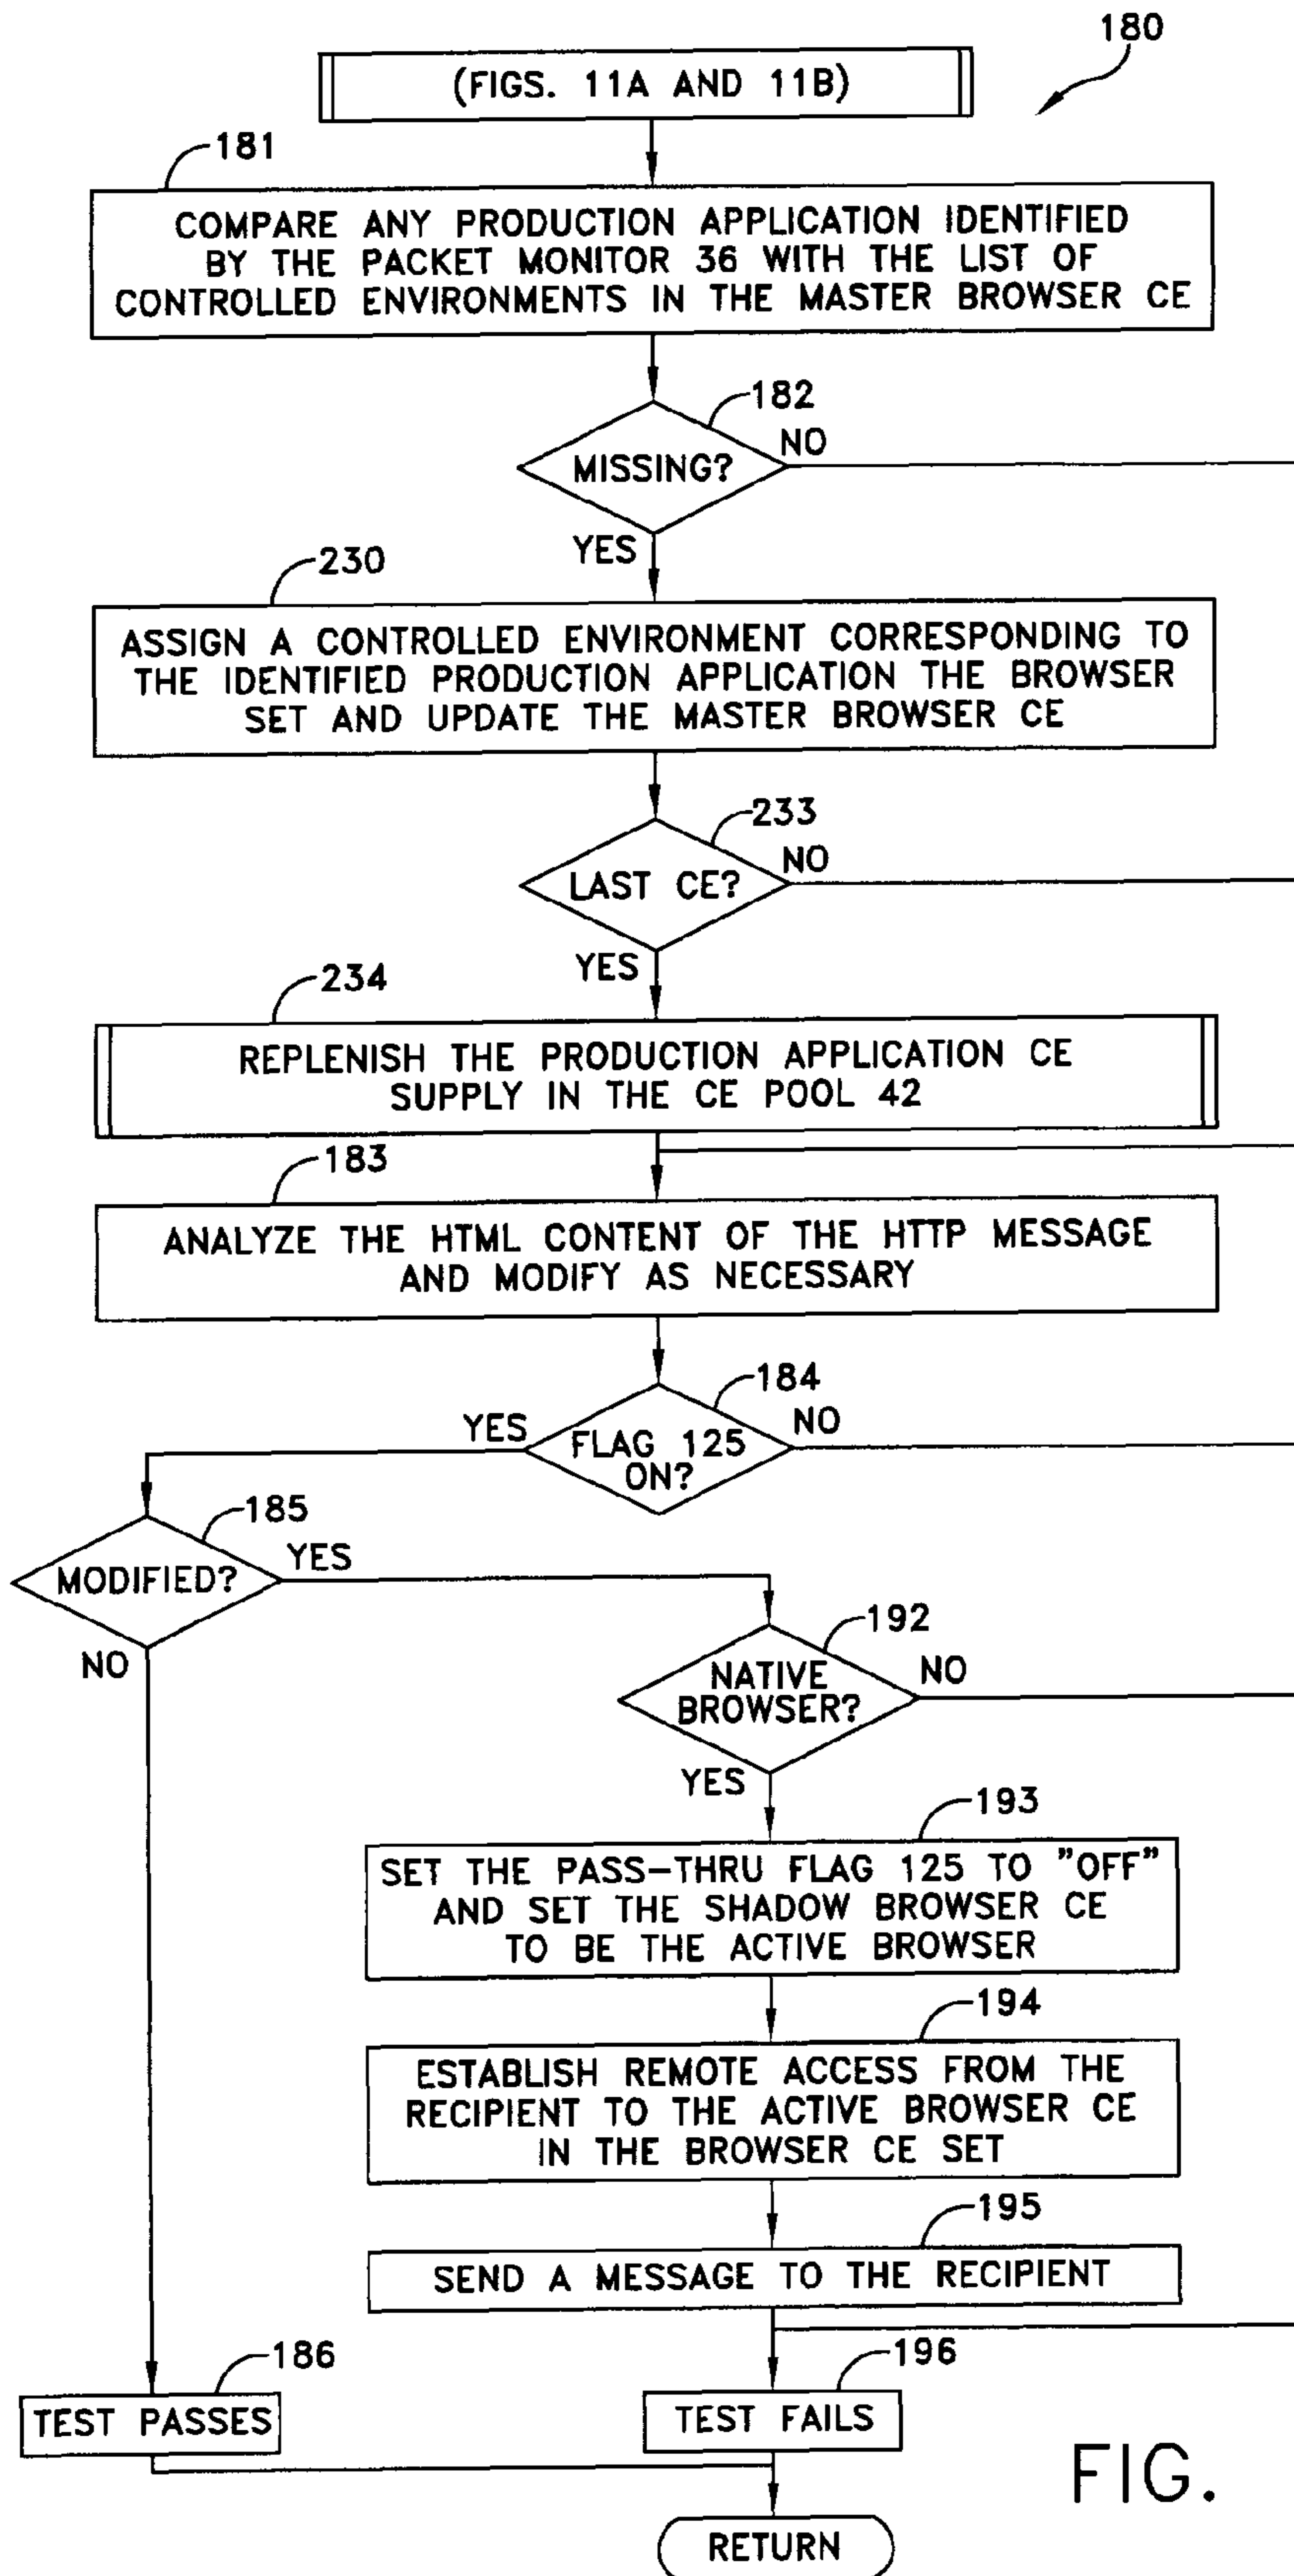 180
(FIGS. 11A AND 11B)
181
COMPARE ANY PRODUCTION APPLICATION IDENTIFIED
BY THE PACKET MONITOR 36 WITH THE LIST OF
CONTROLLED ENVIRONMENTS IN THE MASTER BROWSER CE
182
MISSING?
NO
YES
230
ASSIGN A CONTROLLED ENVIRONMENT CORRESPONDING TO
THE IDENTIFIED PRODUCTION APPLICATION THE BROWSER
SET AND UPDATE THE MASTER BROWSER CE
233
LAST CE?
NO
YES
234
REPLENISH THE PRODUCTION APPLICATION CE
SUPPLY IN THE CE POOL 42
183
ANALYZE THE HTML CONTENT OF THE HTTP MESSAGE
AND MODIFY AS NECESSARY
184
YES
FLAG 125
ON?
NO
185
MODIFIED?
YES
NO
192
NATIVE
BROWSER?
NO
YES
193
SET THE PASS-THRU FLAG 125 TO "OFF"
AND SET THE SHADOW BROWSER CE
TO BE THE ACTIVE BROWSER
194
ESTABLISH REMOTE ACCESS FROM THE
RECIPIENT TO THE ACTIVE BROWSER CE
IN THE BROWSER CE SET
195
SEND A MESSAGE TO THE RECIPIENT
186
TEST PASSES
196
TEST FAILS
FIG.
RETURN